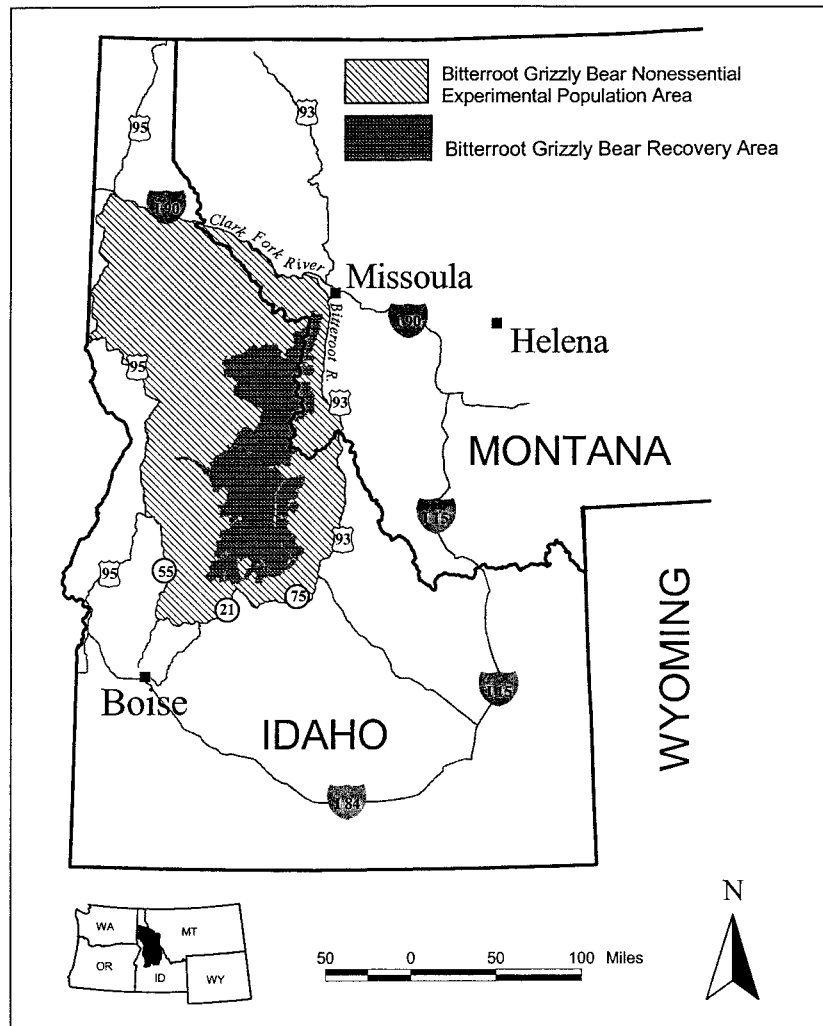 Bitterroot Grizzly Bear Nonessential
Experimental Population Area
Bitterroot Grizzly Bear Recovery Area
95
93
I 90
Clark Fork River
Missoula
I 90
Helena
Bitterroot R.
95
93
MONTANA
I 15
93
95
55
21
75
WYOMING
I 15
Boise
IDAHO
I 84
N
WA
MT
OR
ID
WY
50 0 50 100 Miles